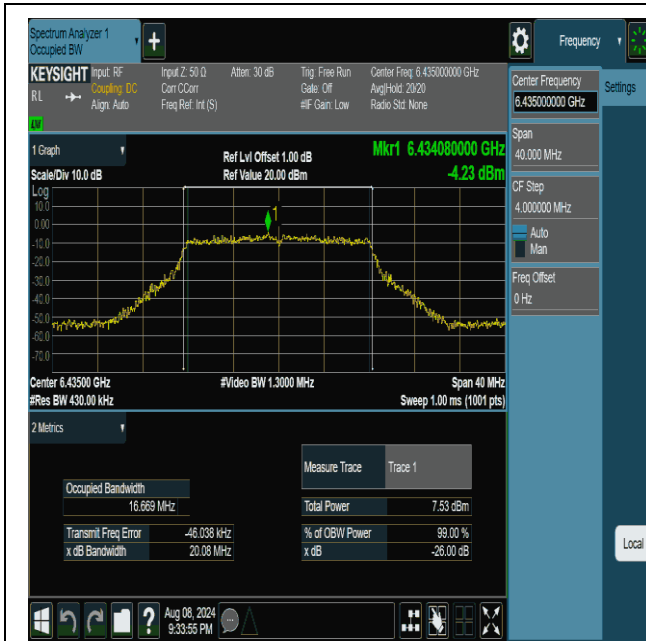 Spectrum Analyzer 1
Occupied BW
Frequency
KEYSIGHT
RL
Input: RF
Coupling: DC
Align: Auto
Input Z: 50 Ω
Corr CCorr
Freq Ref: Int (S)
Atten: 30 dB
Trig: Free Run
Gate: Off
#IF Gain: Low
Center Freq: 6.435000000 GHz
Avg|Hold: 20/20
Radio Std: None
1 Graph
Scale/Div 10.0 dB
Ref Lvl Offset 1.00 dB
Ref Value 20.00 dBm
Mkr1 6.434080000 GHz
-4.23 dBm
Log
10.0
0.00
-10.0
-20.0
-30.0
-40.0
-50.0
-60.0
-70.0
1
Center 6.43500 GHz
#Res BW 430.00 kHz
#Video BW 1.3000 MHz
Span 40 MHz
Sweep 1.00 ms (1001 pts)
2 Metrics
Occupied Bandwidth
16.669 MHz
Transmit Freq Error -46.038 kHz
x dB Bandwidth 20.08 MHz
Measure Trace Trace 1
Total Power 7.53 dBm
% of OBW Power 99.00 %
x dB -26.00 dB
Center Frequency
6.435000000 GHz
Settings
Span
40.000 MHz
CF Step
4.000000 MHz
Auto
Man
Freq Offset
0 Hz
Local
?
Aug 08, 2024
9:33:55 PM